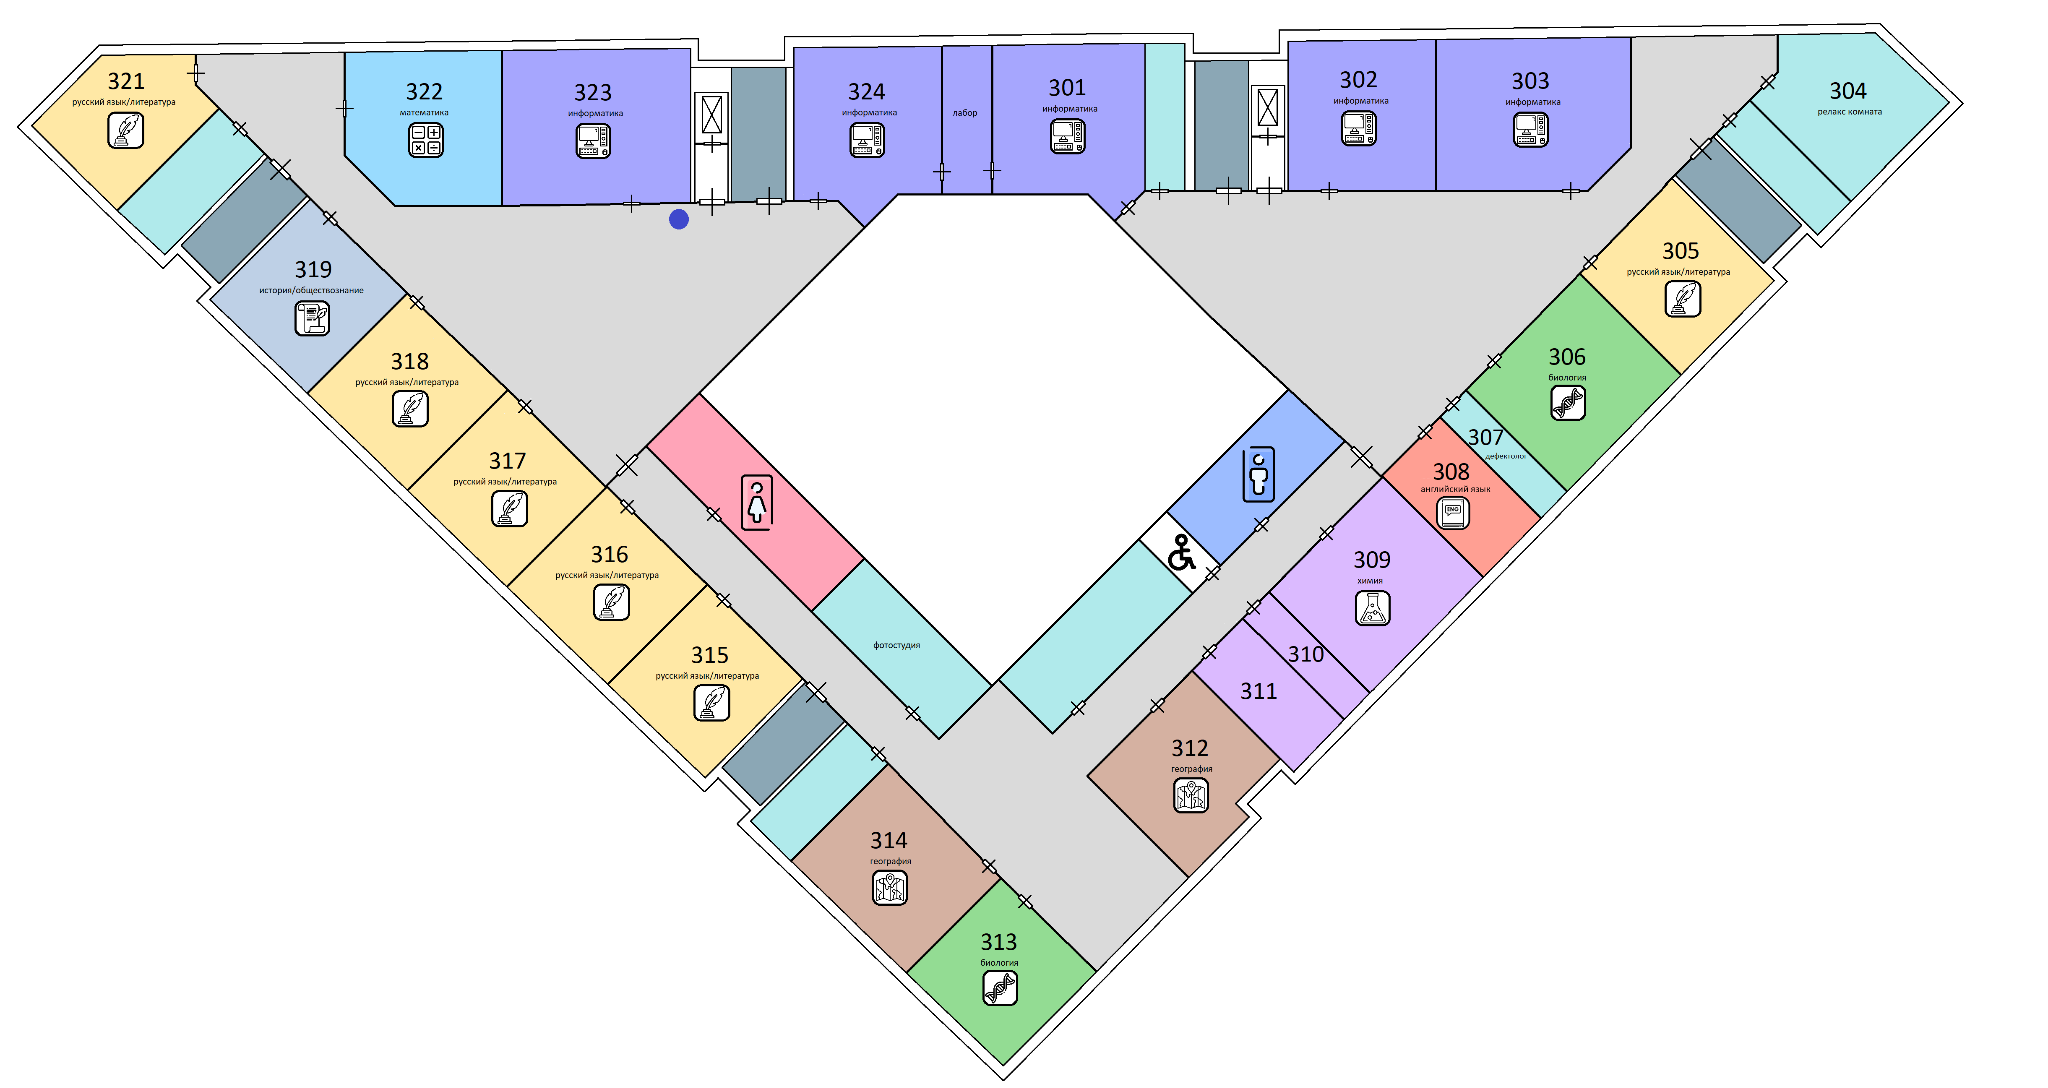 321
русский язык/литература
322
математика
323
информатика
324
информатика
лабор
301
информатика
302
информатика
303
информатика
304
релакс комната
319
история/обществознание
305
русский язык/литература
318
русский язык/литература
306
биология
317
русский язык/литература
307
дефектолог
308
английский язык
ENG
316
русский язык/литература
309
химия
315
русский язык/литература
фотостудия
310
311
312
география
314
география
313
биология